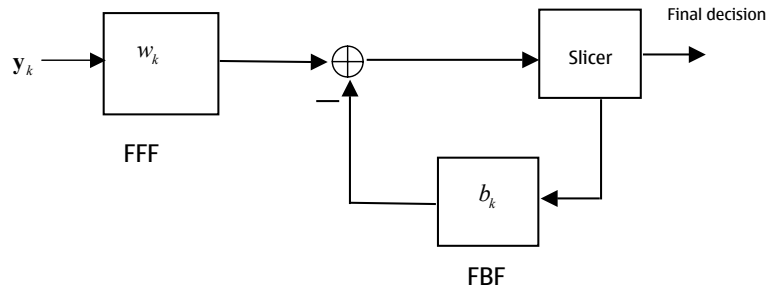 Final decision
y_k
w_k
Slicer
FFF
−
b_k
FBF